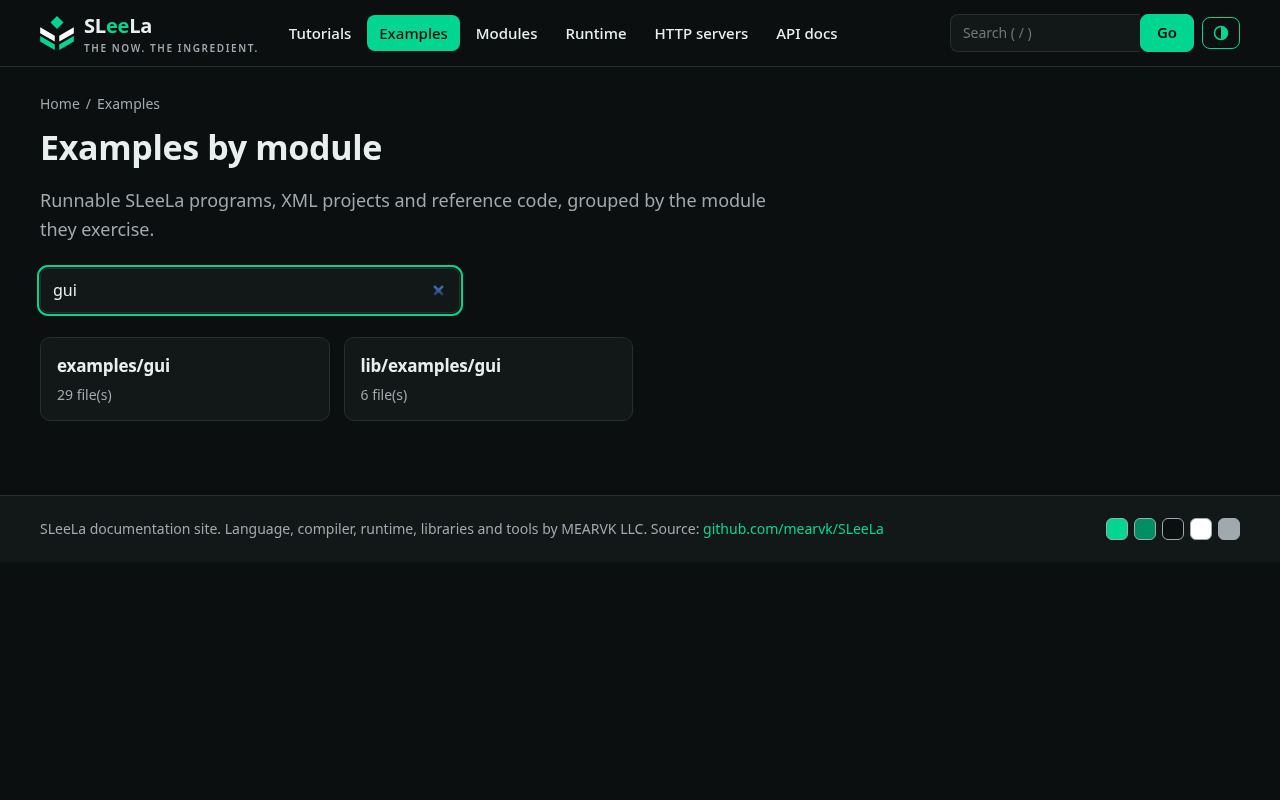 SLeeLa
THE NOW. THE INGREDIENT.
Tutorials
Examples
Modules
Runtime
HTTP servers
API docs
Search ( / )
Go
Home / Examples
Examples by module
Runnable SLeeLa programs, XML projects and reference code, grouped by the module
they exercise.
gui
examples/gui
29 file(s)
lib/examples/gui
6 file(s)
SLeeLa documentation site. Language, compiler, runtime, libraries and tools by MEARVK LLC. Source: github.com/mearvk/SLeeLa